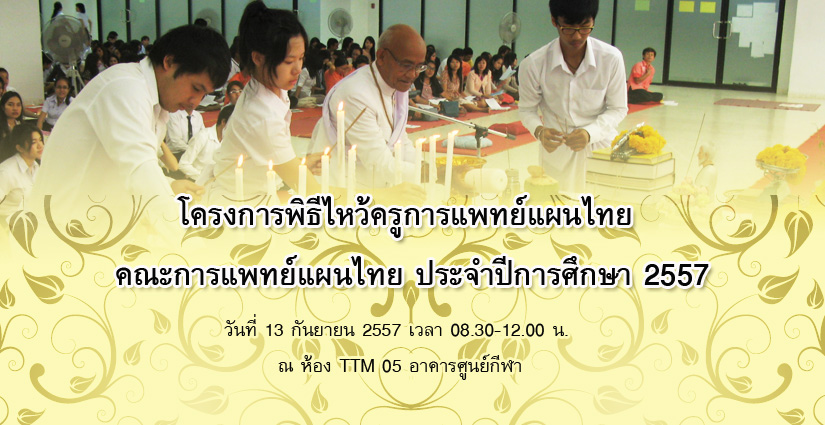 โครงการพิธีไหว้ครูการแพทย์แผนไทย
คณะการแพทย์แผนไทย ประจำปีการศึกษา 2557
วันที่ 13 กันยายน 2557 เวลา 08.30-12.00 น.
ณ ห้อง TTM 05 อาคารศูนย์กีฬา